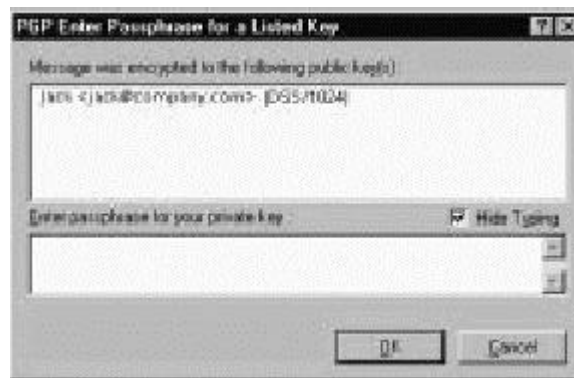 PGP Enter Passphrase for a Listed Key
Message was encrypted to the following public key(s) :
Jack <jack@company.com> (DSS/1024)
Enter passphrase for your private key :
Hide Typing
OK
Cancel